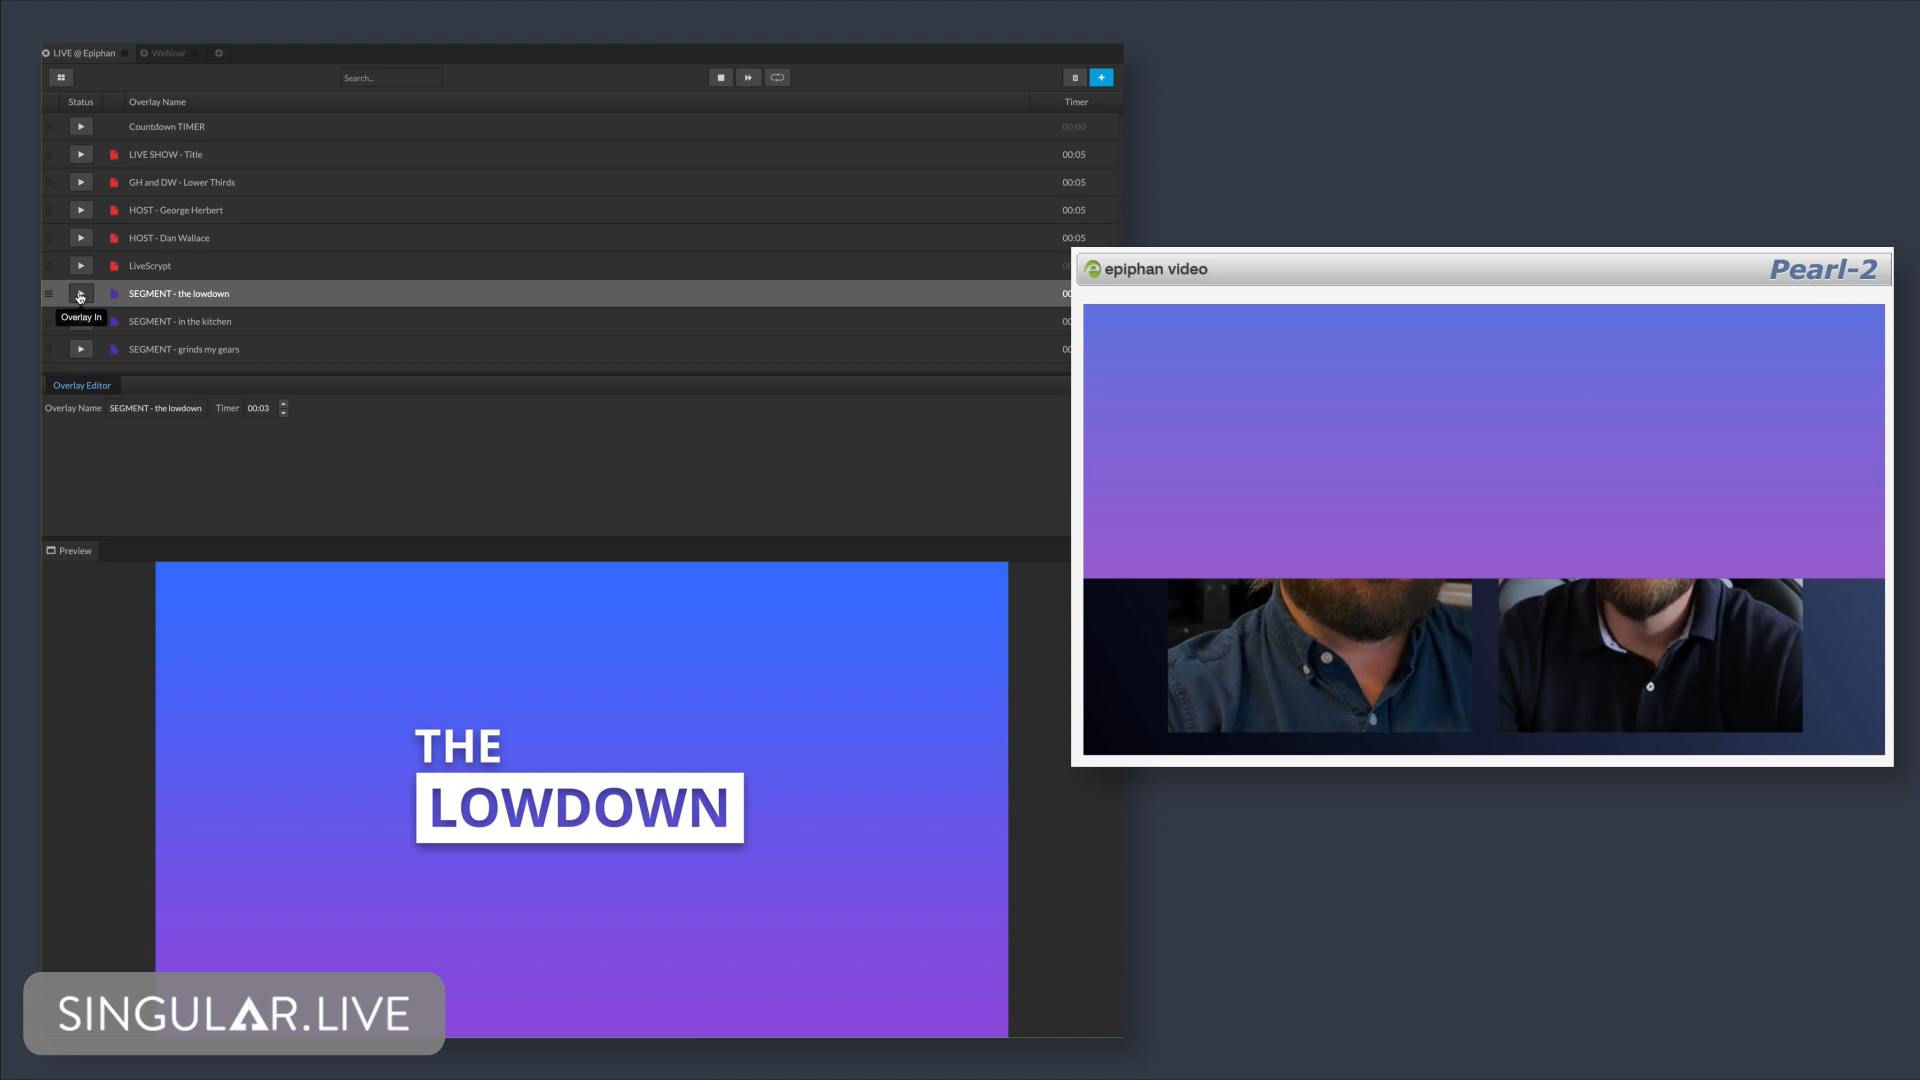 LIVE @ Epiphan
Webinar
Search...
Status
Overlay Name
Timer
Countdown TIMER
00:00
LIVE SHOW - Title
00:05
GH and DW - Lower Thirds
00:05
HOST - George Herbert
00:05
HOST - Dan Wallace
00:05
LiveScrypt
SEGMENT - the lowdown
Overlay In
SEGMENT - in the kitchen
SEGMENT - grinds my gears
Overlay Editor
Overlay Name SEGMENT - the lowdown Timer 00:03
Preview
THE
LOWDOWN
SINGULAR.LIVE
epiphan video
Pearl-2